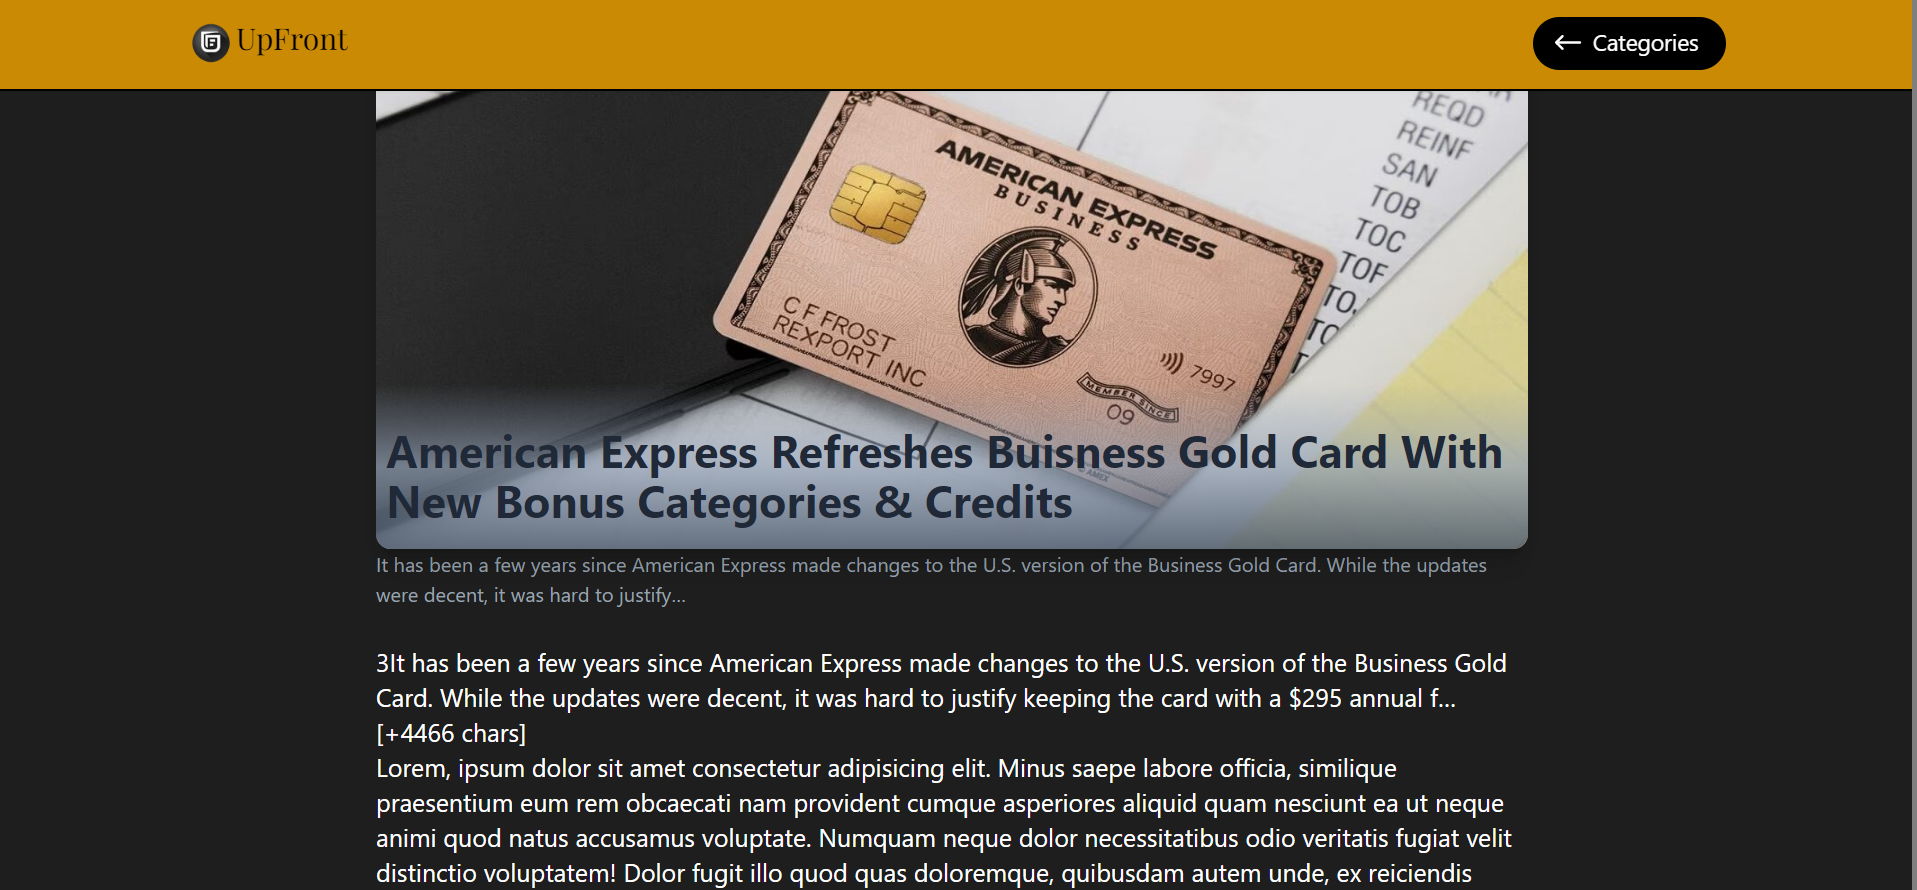 UpFront
Categories
REQD
REINF
SAN
TOB
TOC
TOF
AMERICAN EXPRESS
BUSINESS
C F FROST
REXPORT INC
7997
MEMBER SINCE
09
© AMEX
American Express Refreshes Buisness Gold Card With
New Bonus Categories & Credits
It has been a few years since American Express made changes to the U.S. version of the Business Gold Card. While the updates
were decent, it was hard to justify...
3It has been a few years since American Express made changes to the U.S. version of the Business Gold
Card. While the updates were decent, it was hard to justify keeping the card with a $295 annual f...
[+4466 chars]
Lorem, ipsum dolor sit amet consectetur adipisicing elit. Minus saepe labore officia, similique
praesentium eum rem obcaecati nam provident cumque asperiores aliquid quam nesciunt ea ut neque
animi quod natus accusamus voluptate. Numquam neque dolor necessitatibus odio veritatis fugiat velit
distinctio voluptatem! Dolor fugit illo quod quas doloremque, quibusdam autem unde, ex reiciendis